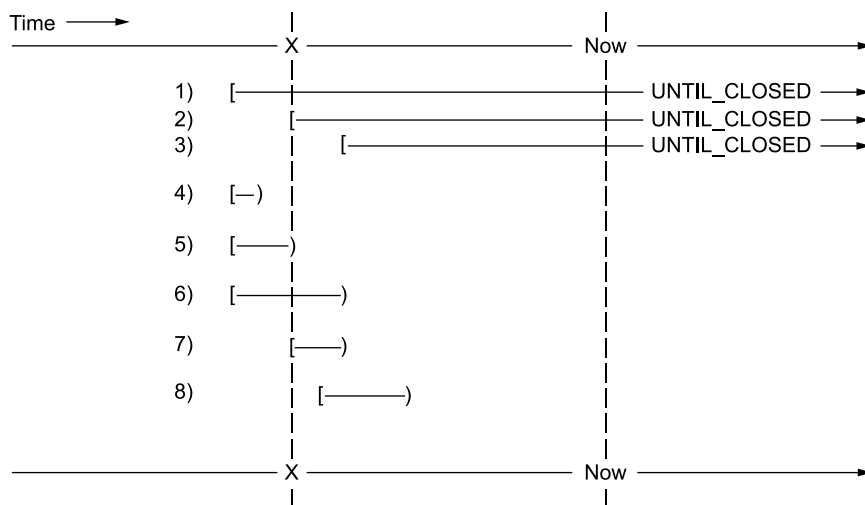 Time
X Now
1) [ UNTIL_CLOSED
2) [ UNTIL_CLOSED
3) [ UNTIL_CLOSED
4) [ )
5) [ )
6) [ )
7) [ )
8) [ )
X Now